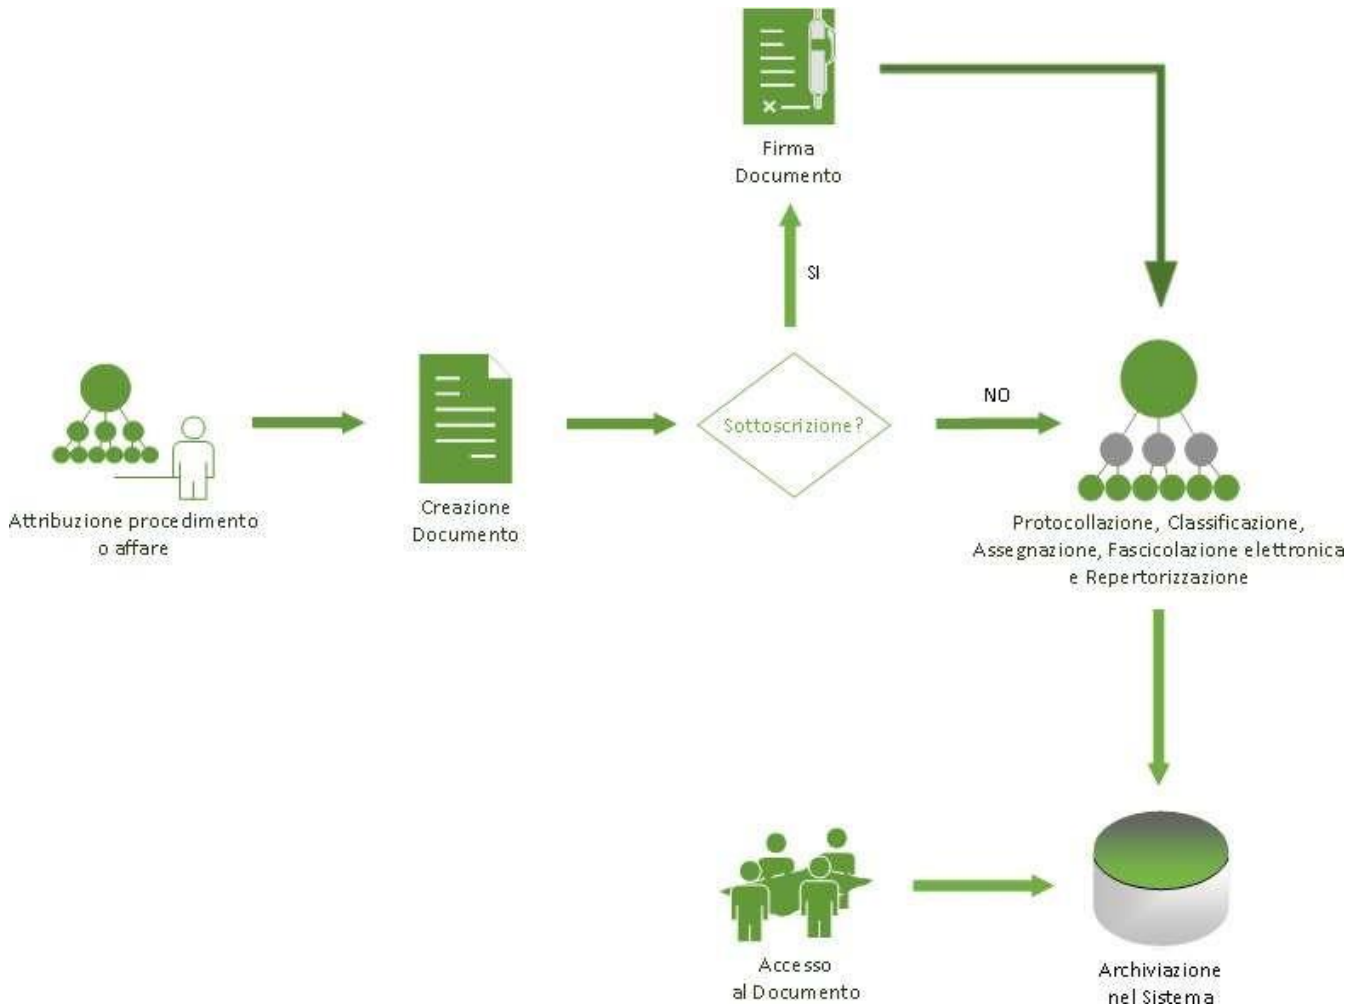 Firma
Documento
SI
NO
Sottoscrizione?
Attribuzione procedimento
o affare
Creazione
Documento
Protocollazione, Classificazione,
Assegnazione, Fascicolazione elettronica
e Repertorizzazione
Accesso
al Documento
Archiviazione
nel Sistema